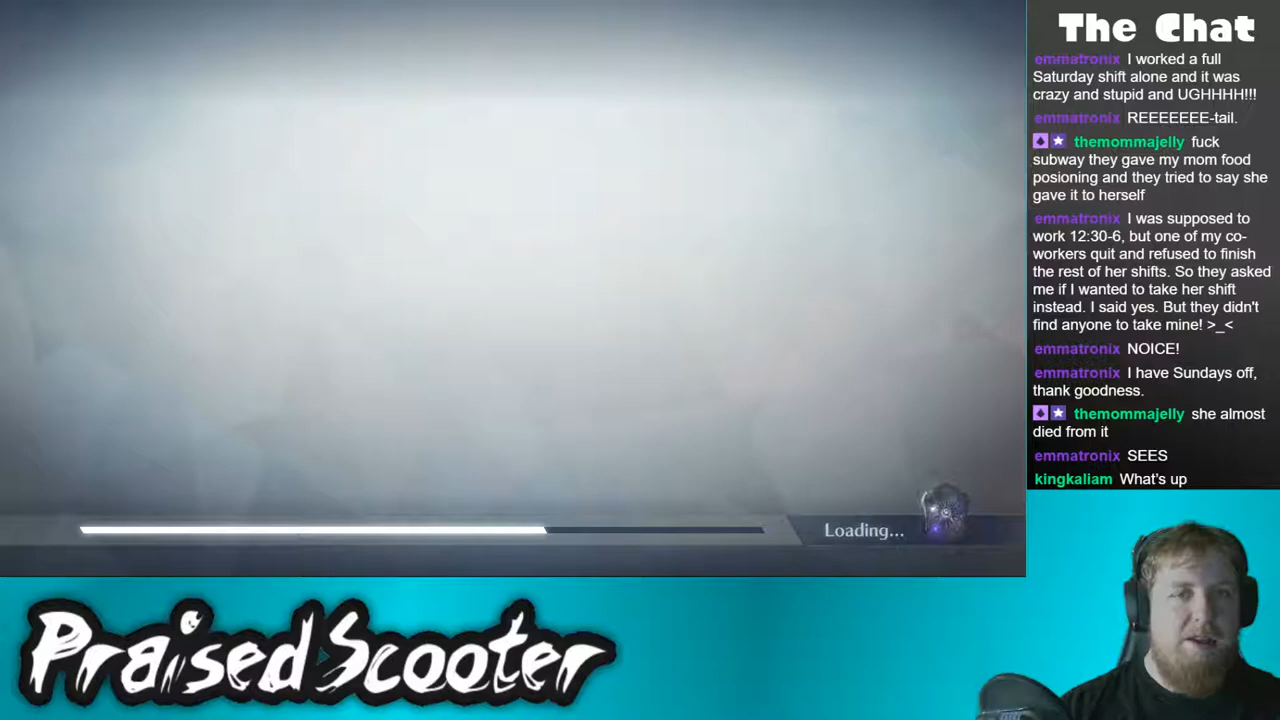 The Chat
emmatronix I worked a full
Saturday shift alone and it was
crazy and stupid and UGHHHH!!!
emmatronix REEEEEEE-tail.
themommajelly fuck
subway they gave my mom food
posioning and they tried to say she
gave it to herself
emmatronix I was supposed to
work 12:30-6, but one of my co-
workers quit and refused to finish
the rest of her shifts. So they asked
me if I wanted to take her shift
instead. I said yes. But they didn't
find anyone to take mine! >_<
emmatronix NOICE!
emmatronix I have Sundays off,
thank goodness.
themommajelly she almost
died from it
emmatronix SEES
kingkaliam What's up
Loading...
PraisedScooter